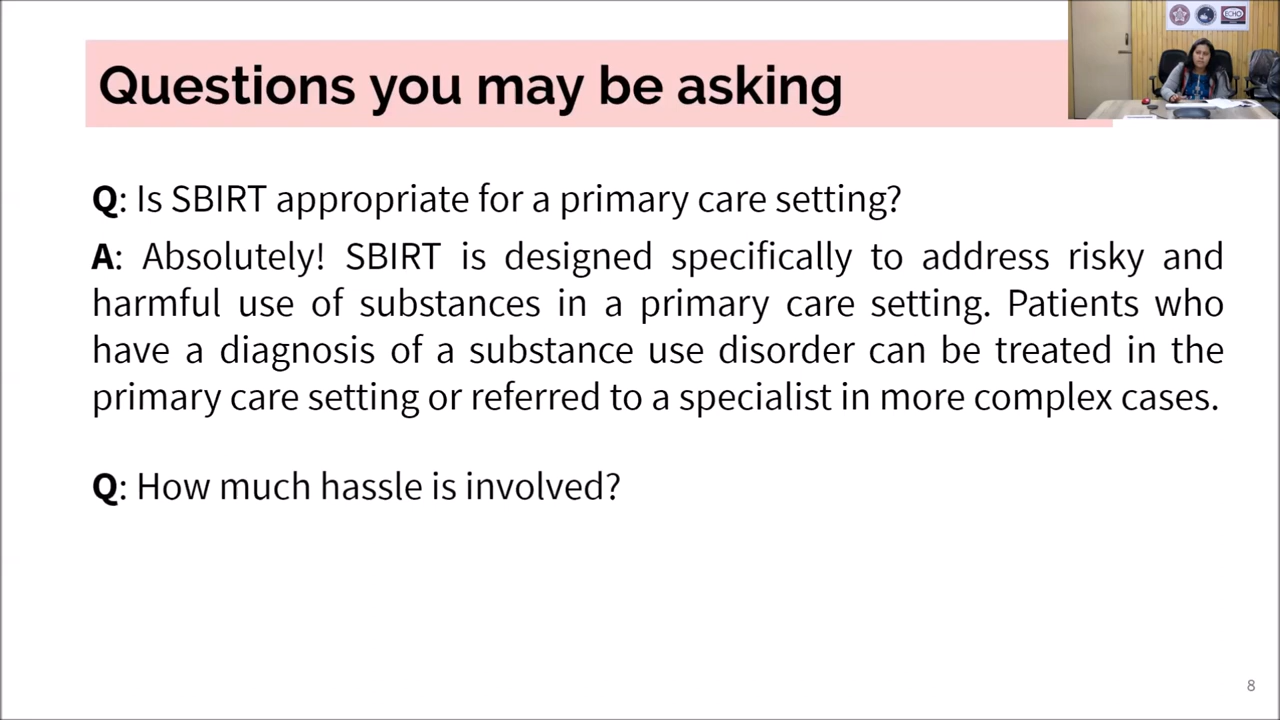 Questions you may be asking
Q: Is SBIRT appropriate for a primary care setting?
A: Absolutely! SBIRT is designed specifically to address risky and
harmful use of substances in a primary care setting. Patients who
have a diagnosis of a substance use disorder can be treated in the
primary care setting or referred to a specialist in more complex cases.
Q: How much hassle is involved?
8